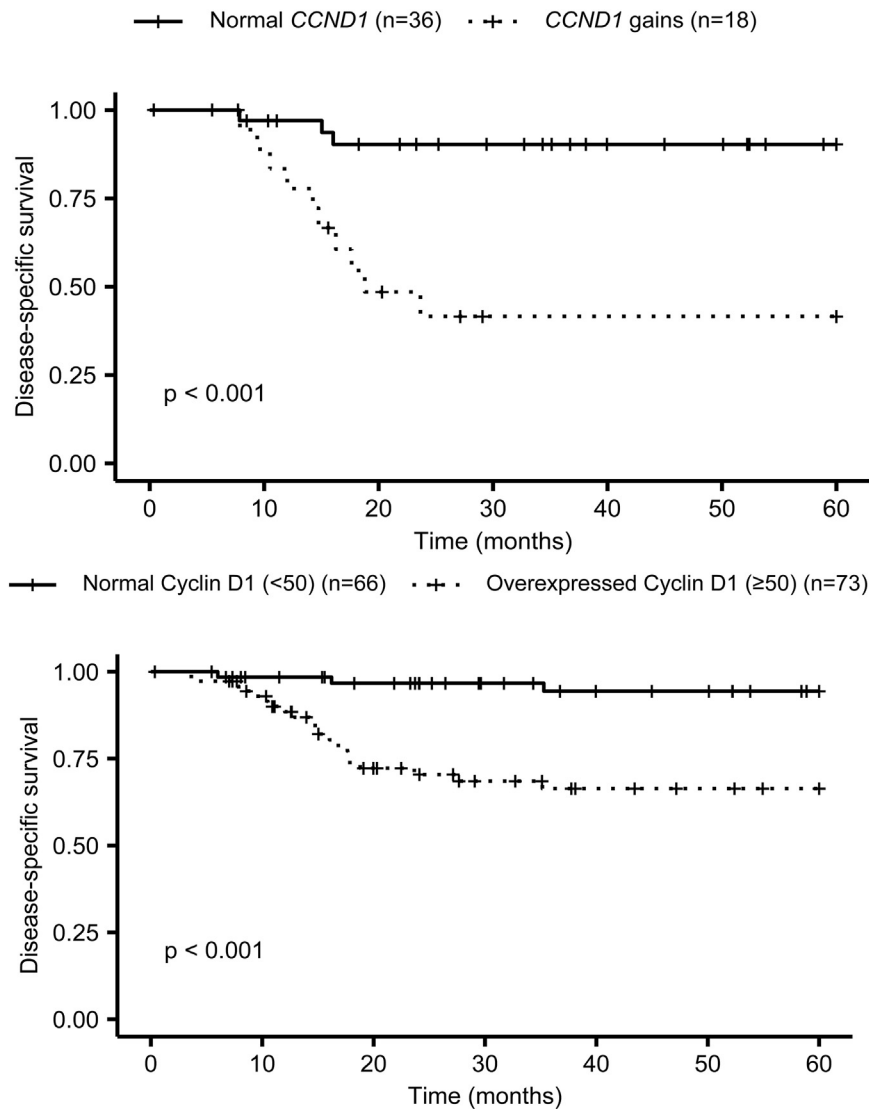 Normal CCND1 (n=36) CCND1 gains (n=18)
1.00
0.75
0.50
0.25
0.00
Disease-specific survival
p < 0.001
0 10 20 30 40 50 60
Time (months)
Normal Cyclin D1 (<50) (n=66) Overexpressed Cyclin D1 (≥50) (n=73)
1.00
0.75
0.50
0.25
0.00
Disease-specific survival
p < 0.001
0 10 20 30 40 50 60
Time (months)